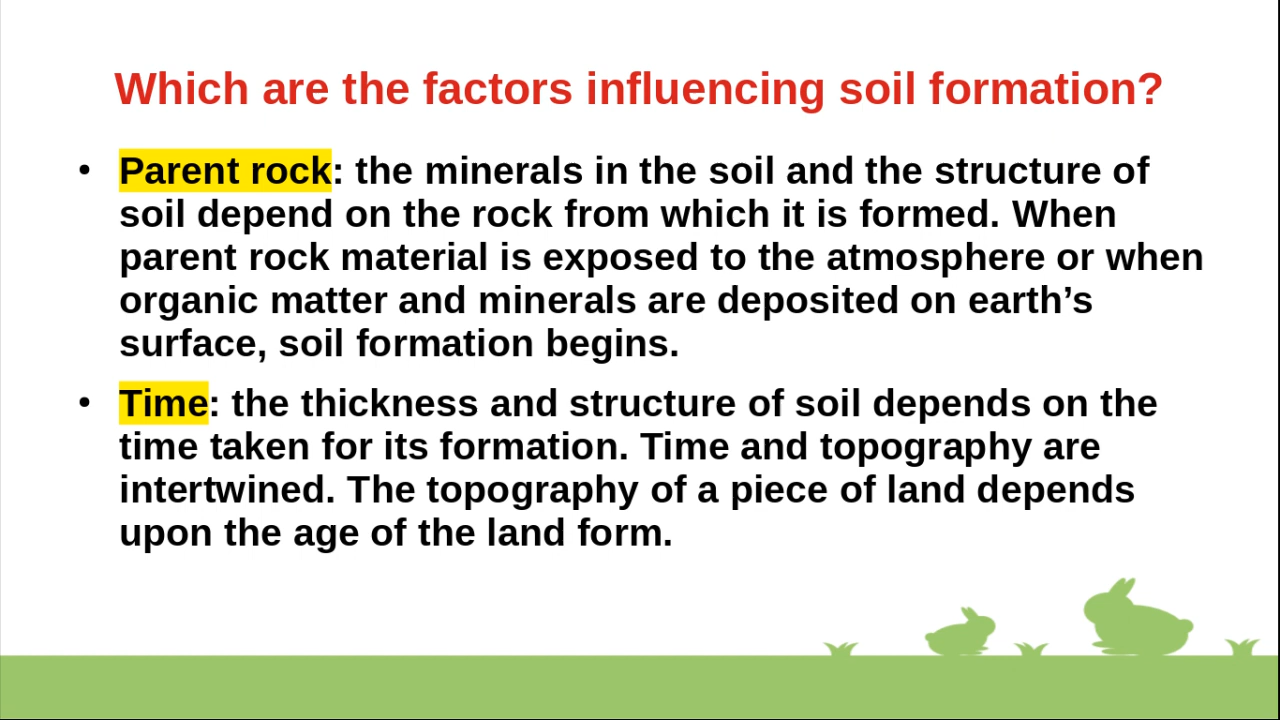 Which are the factors influencing soil formation?
• Parent rock: the minerals in the soil and the structure of
soil depend on the rock from which it is formed. When
parent rock material is exposed to the atmosphere or when
organic matter and minerals are deposited on earth’s
surface, soil formation begins.
• Time: the thickness and structure of soil depends on the
time taken for its formation. Time and topography are
intertwined. The topography of a piece of land depends
upon the age of the land form.